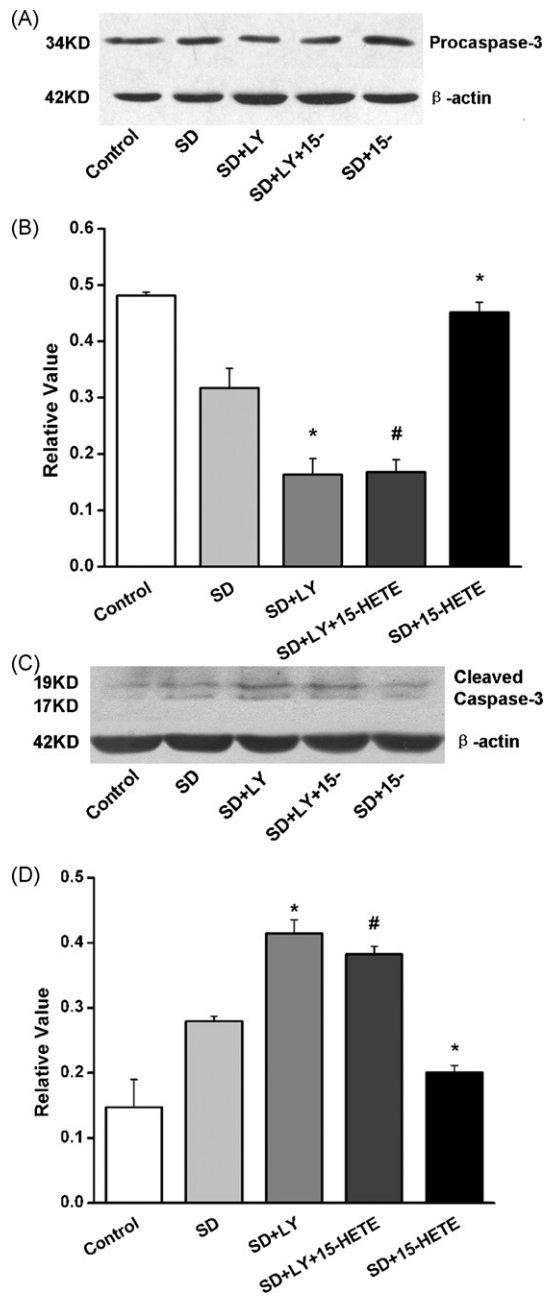 (A)
34KD Procaspase-3
42KD β-actin
Control SD SD+LY SD+LY+15- SD+15-
(B)
Relative Value
0.6
0.5
0.4
0.3
0.2
0.1
0.0
*
#
*
Control SD SD+LY SD+LY+15-HETE SD+15-HETE
(C)
19KD Cleaved
17KD Caspase-3
42KD β-actin
Control SD SD+LY SD+LY+15- SD+15-
(D)
Relative Value
0.5
0.4
0.3
0.2
0.1
0.0
*
#
*
Control SD SD+LY SD+LY+15-HETE SD+15-HETE